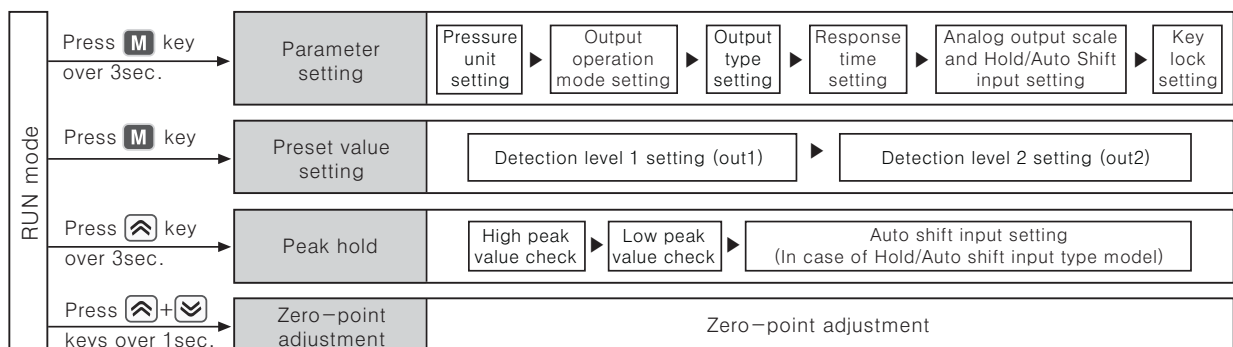 RUN mode
Press M key
over 3sec.
Parameter
setting
Pressure
unit
setting
Output
operation
mode setting
Output
type
setting
Response
time
setting
Analog output scale
and Hold/Auto Shift
input setting
Key
lock
setting
Press M key
Preset value
setting
Detection level 1 setting (out1)
Detection level 2 setting (out2)
Press key
over 3sec.
Peak hold
High peak
value check
Low peak
value check
Auto shift input setting
(In case of Hold/Auto shift input type model)
Press +
keys over 1sec.
Zero-point
adjustment
Zero-point adjustment